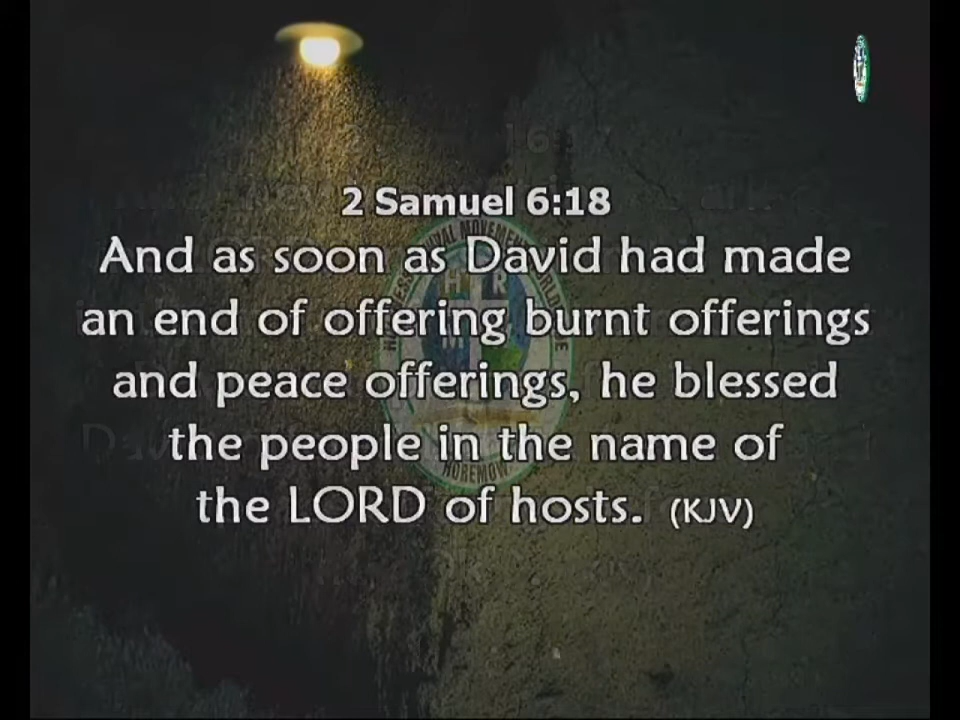 2 Samuel 6:18
And as soon as David had made
an end of offering burnt offerings
and peace offerings, he blessed
the people in the name of
the LORD of hosts. (KJV)
H R
M
HOREMOW